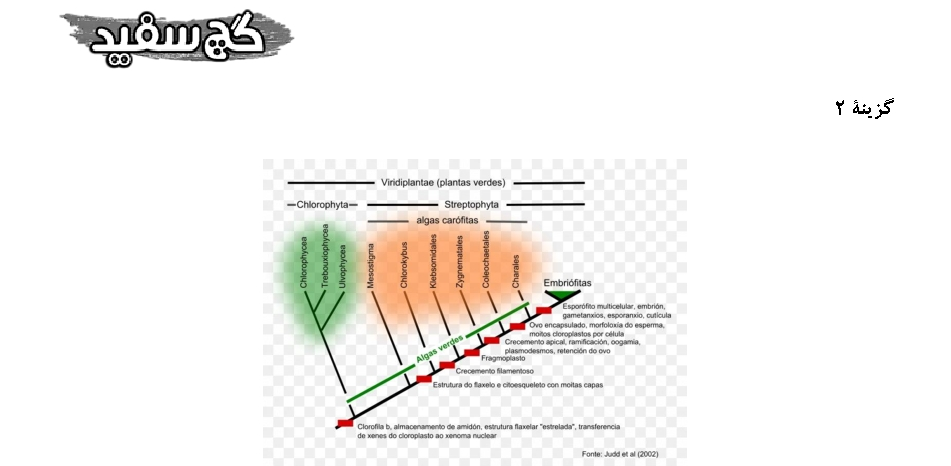 گچ سفید
گزینهٔ ۲
Viridiplantae (plantas verdes)
Chlorophyta
Streptophyta
algas carófitas
Chlorophycea
Trebouxiophycea
Ulvophycea
Mesostigma
Chlorokybus
Klebsormidales
Zygnematales
Coleochaetales
Charales
Embriófitas
Esporófito multicelular, embrión,
gametanxios, esporanxio, cutícula
Ovo encapsulado, morfoloxia do esperma,
moitos cloroplastos por célula
Crecemento apical, ramificación, oogamia,
plasmodesmos, retención do ovo
Fragmoplasto
Algas verdes
Crecemento filamentoso
Estrutura do flaxelo e citoesqueleto con moitas capas
Clorofila b, almacenamento de amidón, estrutura flaxelar "estrelada", transferencia
de xenes do cloroplasto ao xenoma nuclear
Fonte: Judd et al (2002)